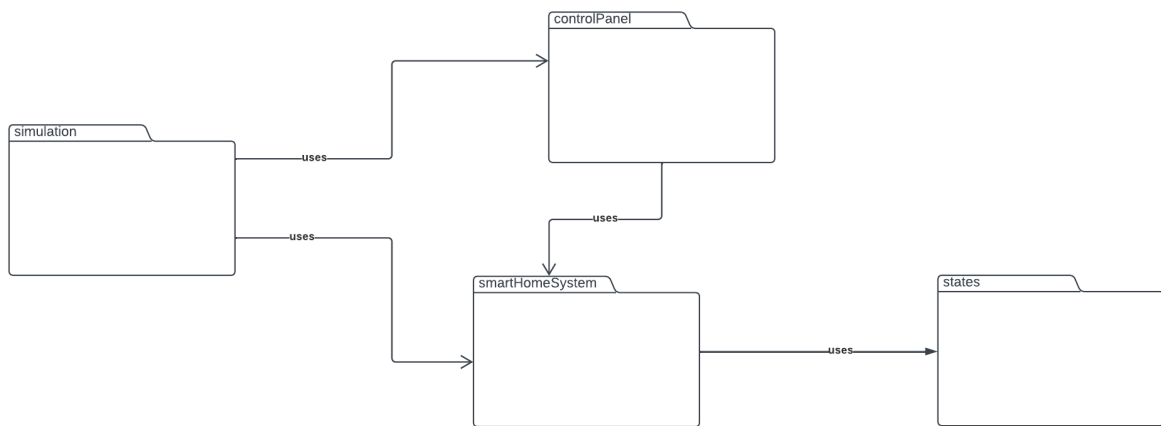 controlPanel
simulation
uses
uses
uses
smartHomeSystem
states
uses